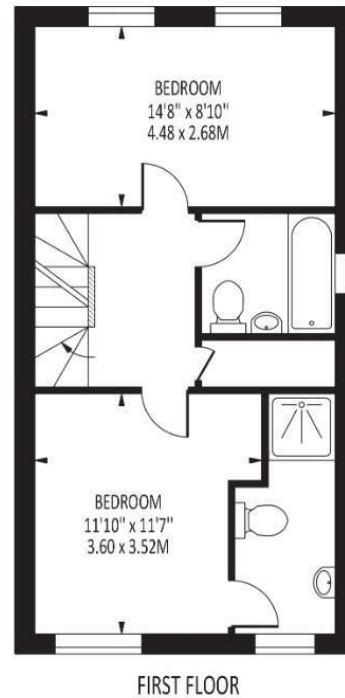 BEDROOM
14'8" x 8'10"
4.48 x 2.68M
BEDROOM
11'10" x 11'7"
3.60 x 3.52M
FIRST FLOOR